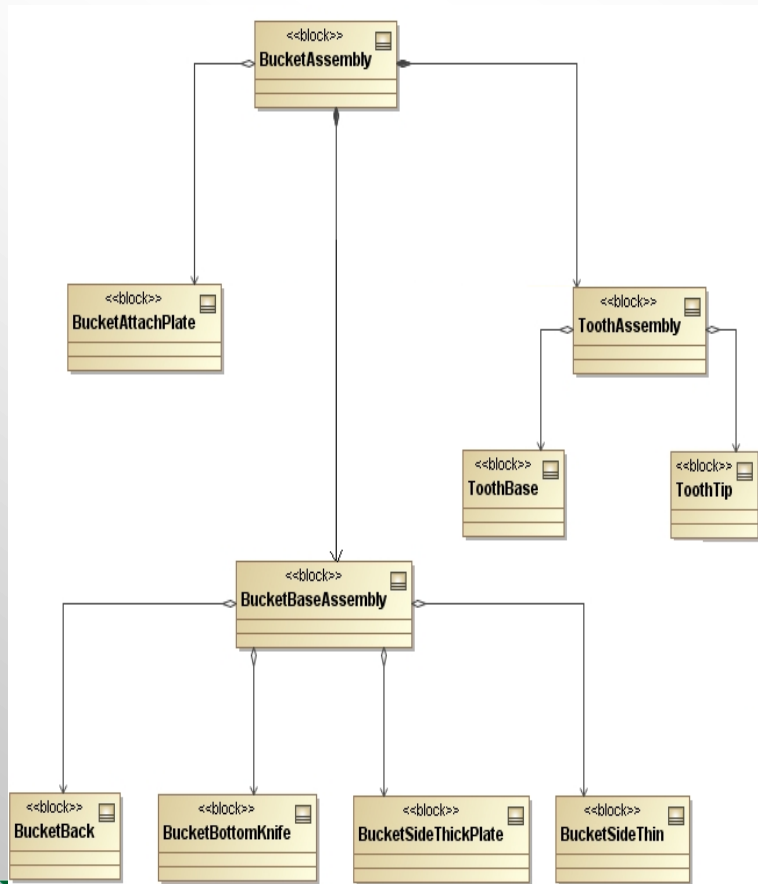 <<block>>
BucketAssembly
<<block>>
BucketAttachPlate
<<block>>
ToothAssembly
<<block>>
ToothBase
<<block>>
ToothTip
<<block>>
BucketBaseAssembly
<<block>>
BucketBack
<<block>>
BucketBottomKnife
<<block>>
BucketSideThickPlate
<<block>>
BucketSideThin